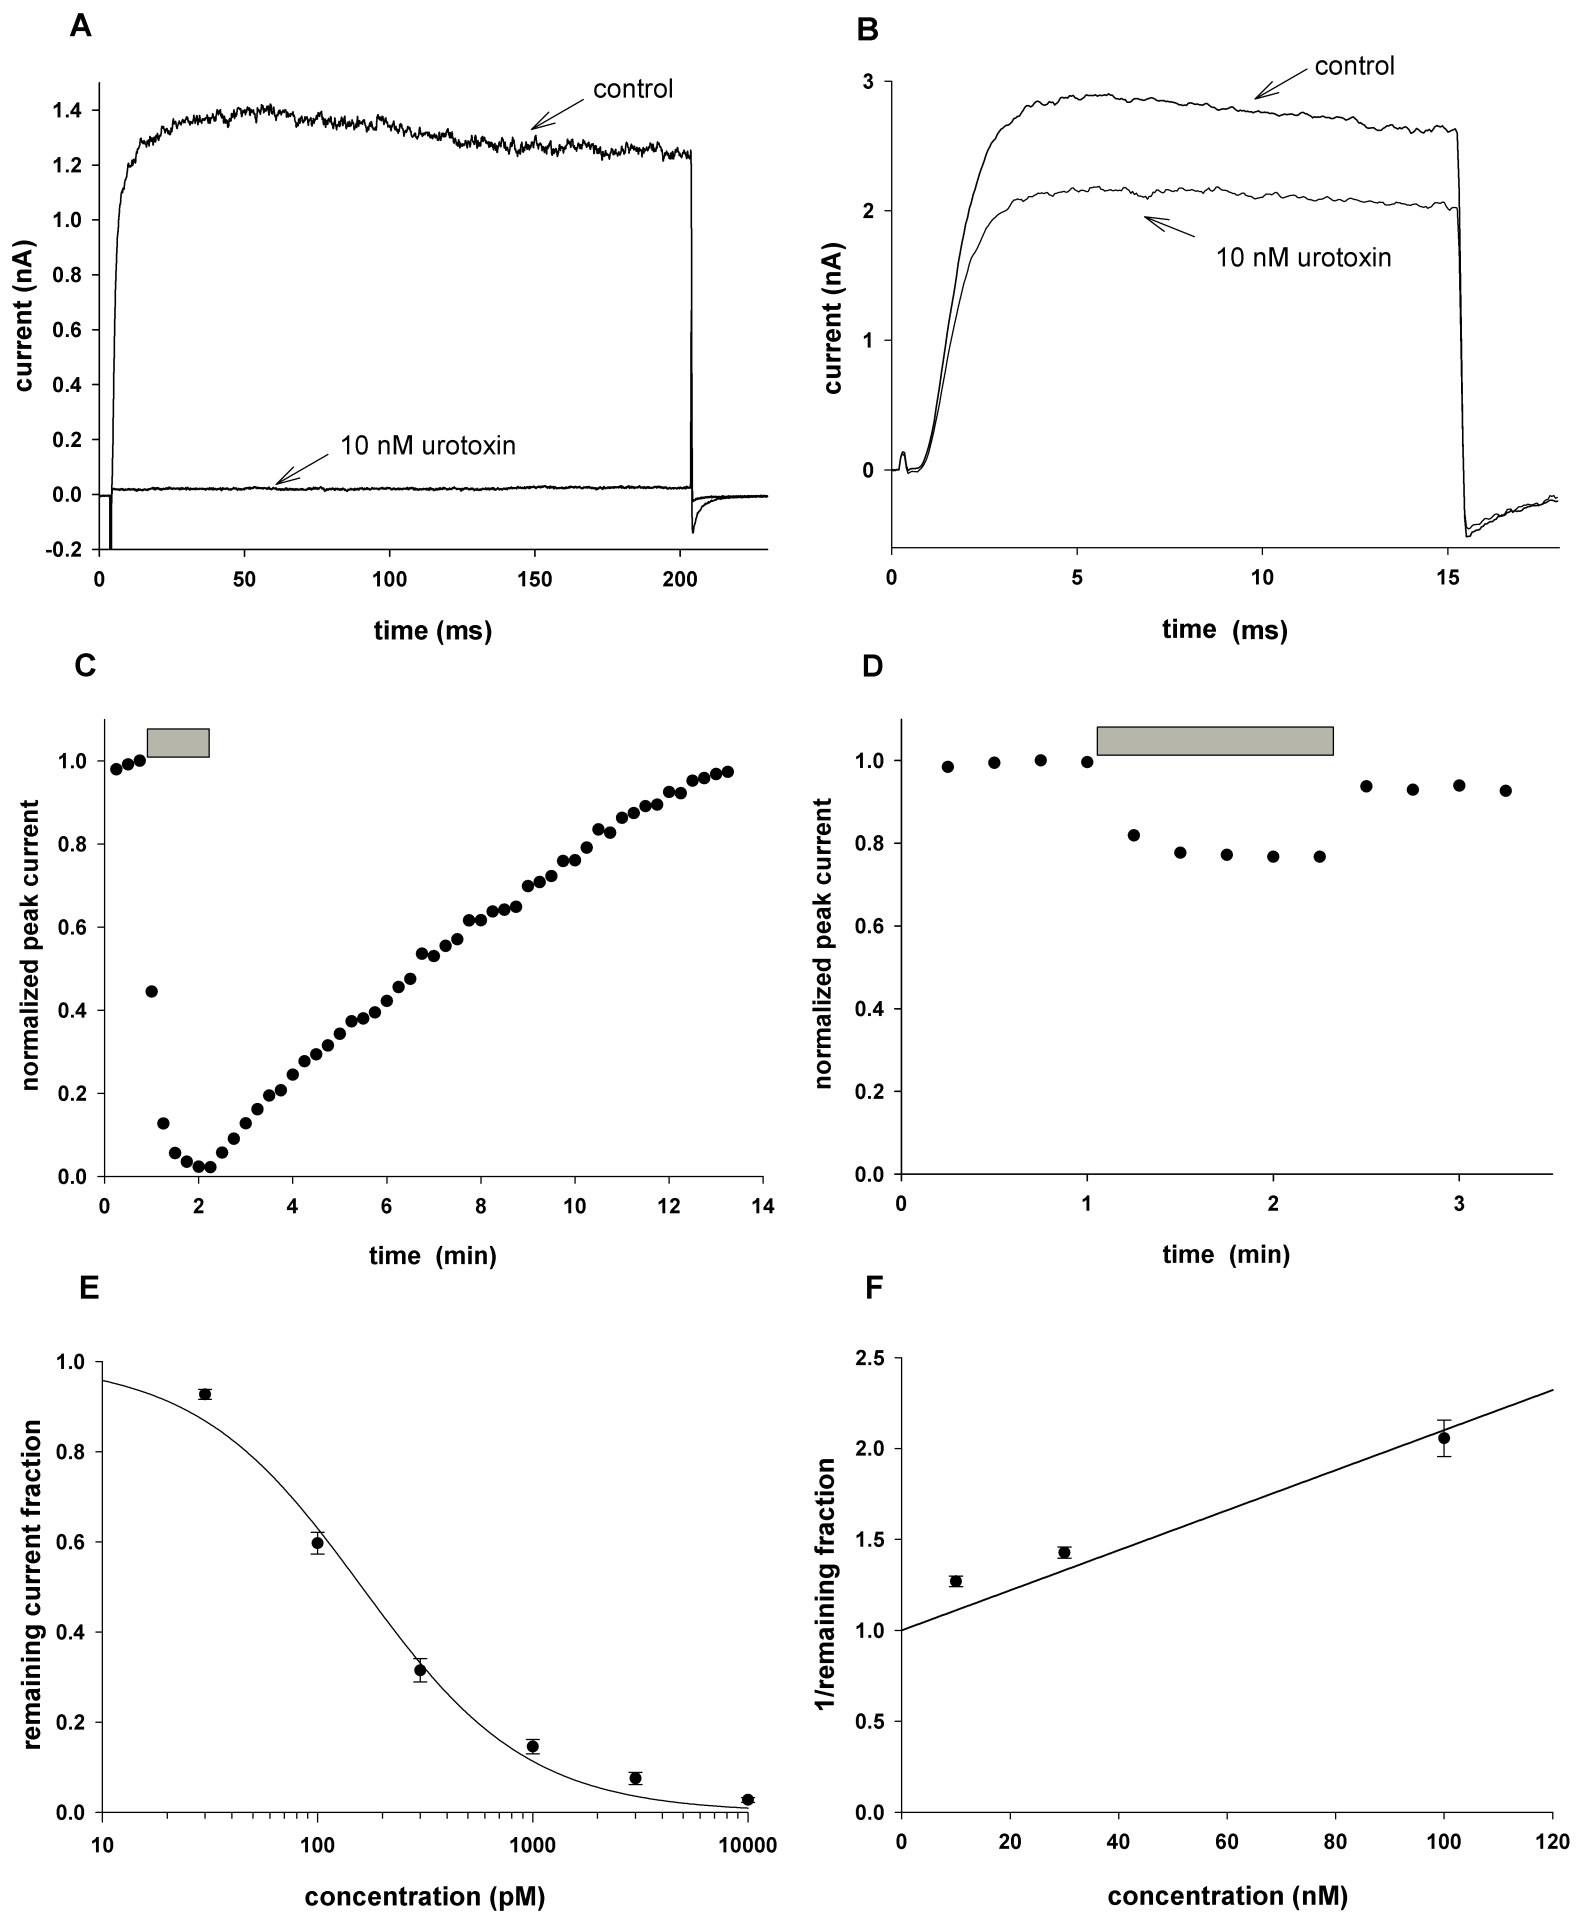 A
control
10 nM urotoxin
current (nA)
1.4
1.2
1.0
0.8
0.6
0.4
0.2
0.0
-0.2
0 50 100 150 200
time (ms)
B
control
10 nM urotoxin
current (nA)
3
2
1
0
0 5 10 15
time (ms)
C
normalized peak current
1.0
0.8
0.6
0.4
0.2
0.0
0 2 4 6 8 10 12 14
time (min)
D
normalized peak current
1.0
0.8
0.6
0.4
0.2
0.0
0 1 2 3
time (min)
E
remaining current fraction
1.0
0.8
0.6
0.4
0.2
0.0
10 100 1000 10000
concentration (pM)
F
1/remaining fraction
2.5
2.0
1.5
1.0
0.5
0.0
0 20 40 60 80 100 120
concentration (nM)